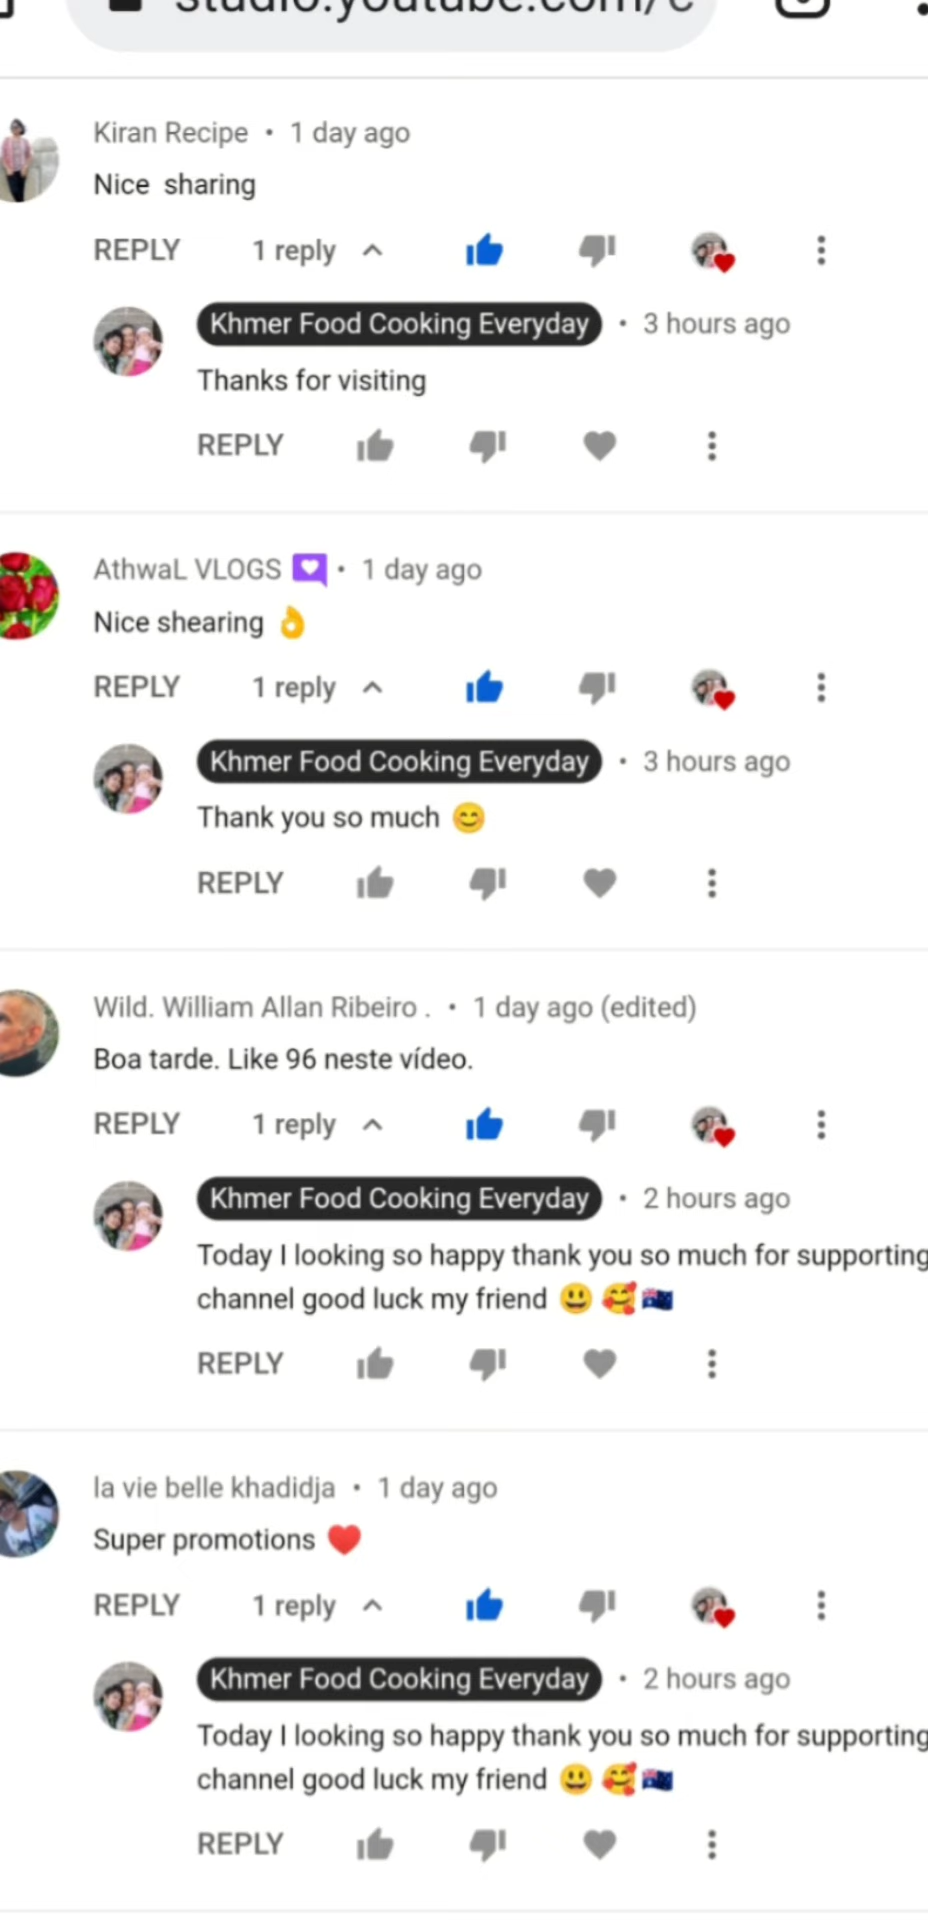 studio.youtube.com/c
Kiran Recipe • 1 day ago
Nice sharing
REPLY 1 reply
Khmer Food Cooking Everyday • 3 hours ago
Thanks for visiting
REPLY
AthwaL VLOGS • 1 day ago
Nice shearing 👌
REPLY 1 reply
Khmer Food Cooking Everyday • 3 hours ago
Thank you so much 😊
REPLY
Wild. William Allan Ribeiro . • 1 day ago (edited)
Boa tarde. Like 96 neste vídeo.
REPLY 1 reply
Khmer Food Cooking Everyday • 2 hours ago
Today I looking so happy thank you so much for supporting
channel good luck my friend 😃 🥰 🇦🇺
REPLY
la vie belle khadidja • 1 day ago
Super promotions ❤️
REPLY 1 reply
Khmer Food Cooking Everyday • 2 hours ago
Today I looking so happy thank you so much for supporting
channel good luck my friend 😃 🥰 🇦🇺
REPLY